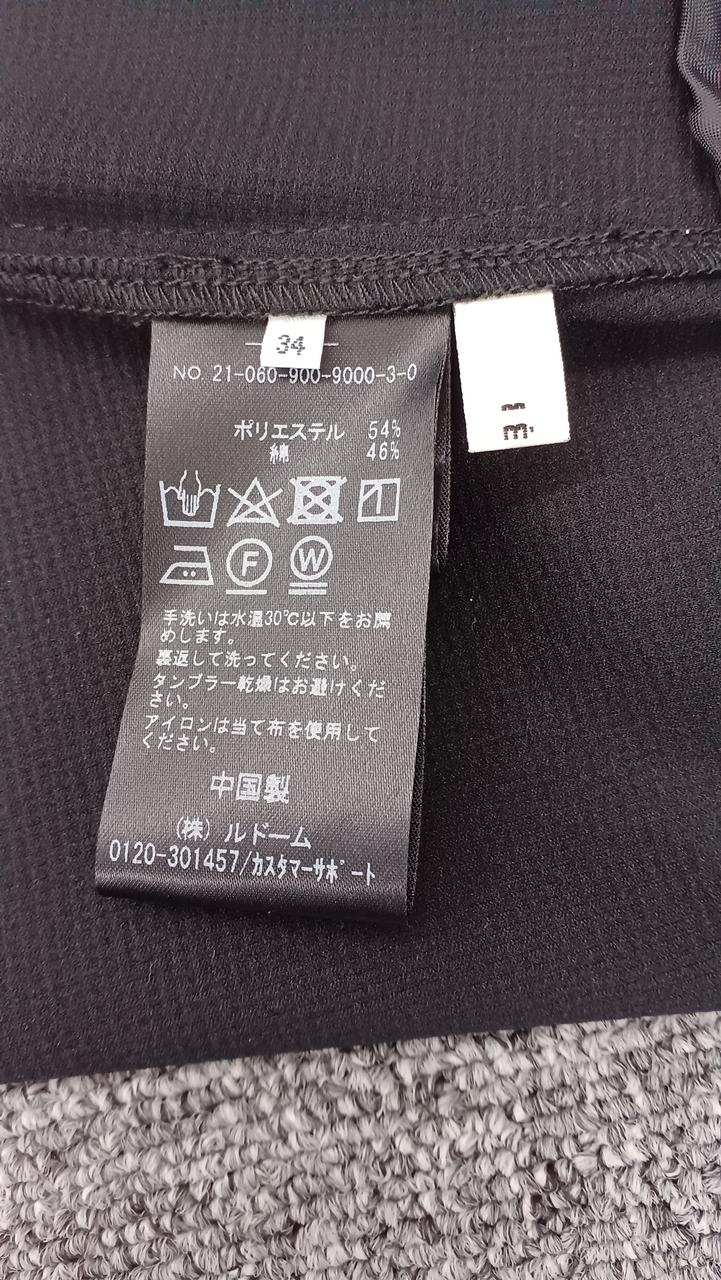 34
NO. 21-060-900-9000-3-0
ポリエステル 54%
綿 46%
F
W
手洗いは水温30℃以下をお薦
めします。
裏返して洗ってください。
タンブラー乾燥はお避けくだ
さい。
アイロンは当て布を使用して
ください。
中国製
(株) ルドーム
0120-301457/カスタマーサポート